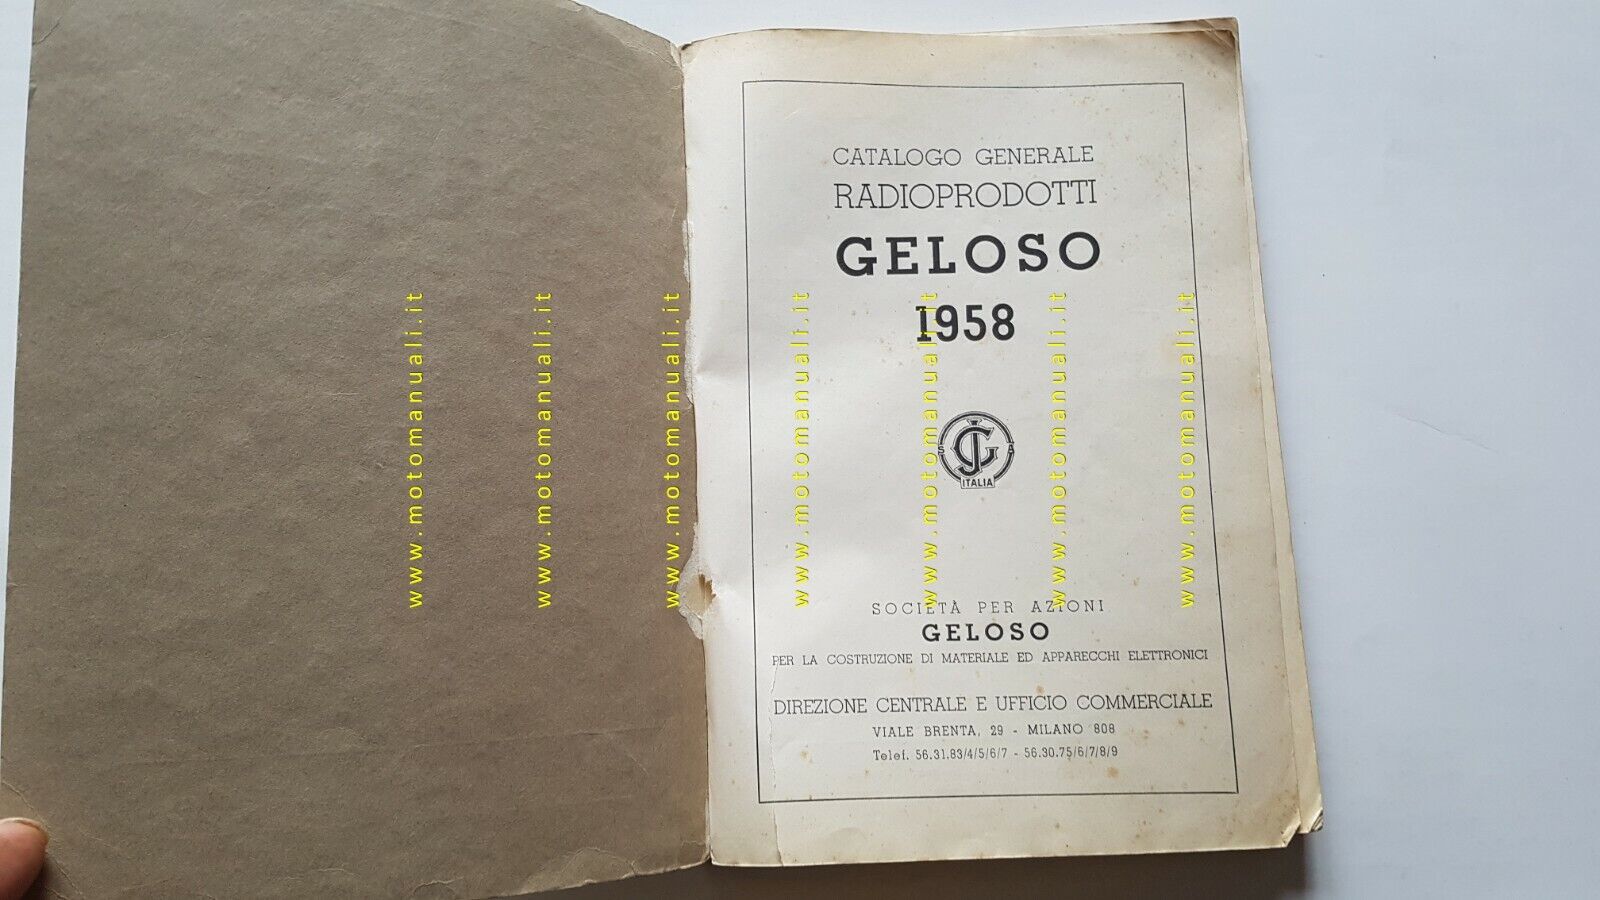 CATALOGO GENERALE
RADIOPRODOTTI
GELOSO
1958
S G A
ITALIA
SOCIETÀ PER AZIONI
GELOSO
PER LA COSTRUZIONE DI MATERIALE ED APPARECCHI ELETTRONICI
DIREZIONE CENTRALE E UFFICIO COMMERCIALE
VIALE BRENTA, 29 - MILANO 808
Telef. 56.31.83/4/5/6/7 - 56.30.75/6/7/8/9
www.motomanuali.it
www.motomanuali.it
www.motomanuali.it
www.motomanuali.it
www.motomanuali.it
www.motomanuali.it
www.motomanuali.it